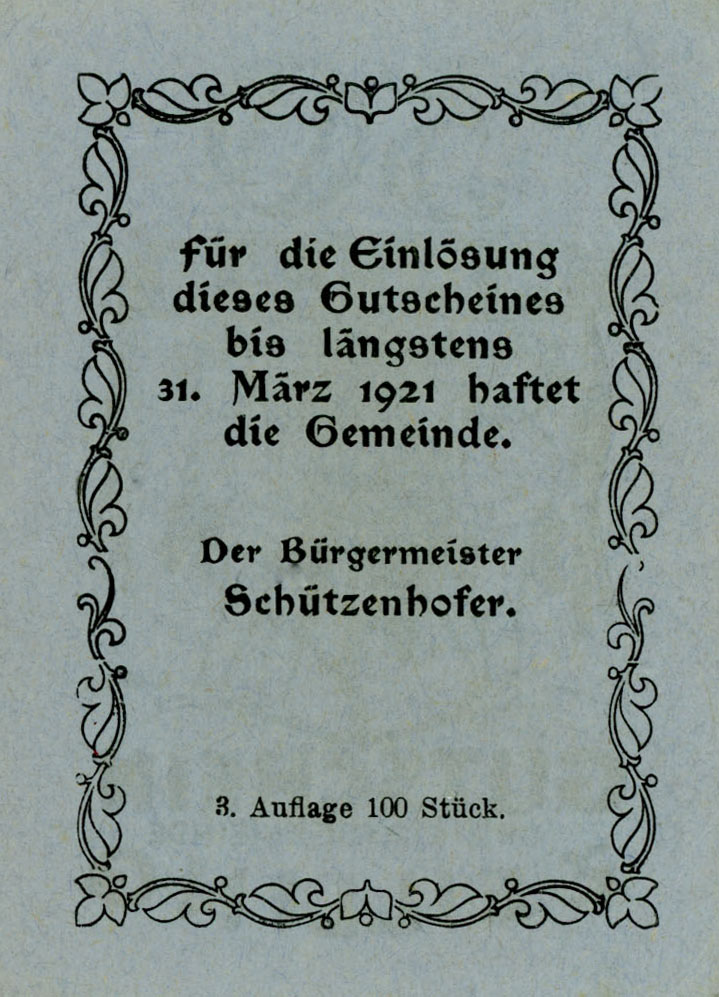 Für die Einlösung
dieses Gutscheines
bis längstens
31. März 1921 haftet
die Gemeinde.
Der Bürgermeister
Schützenhofer.
3. Auflage 100 Stück.